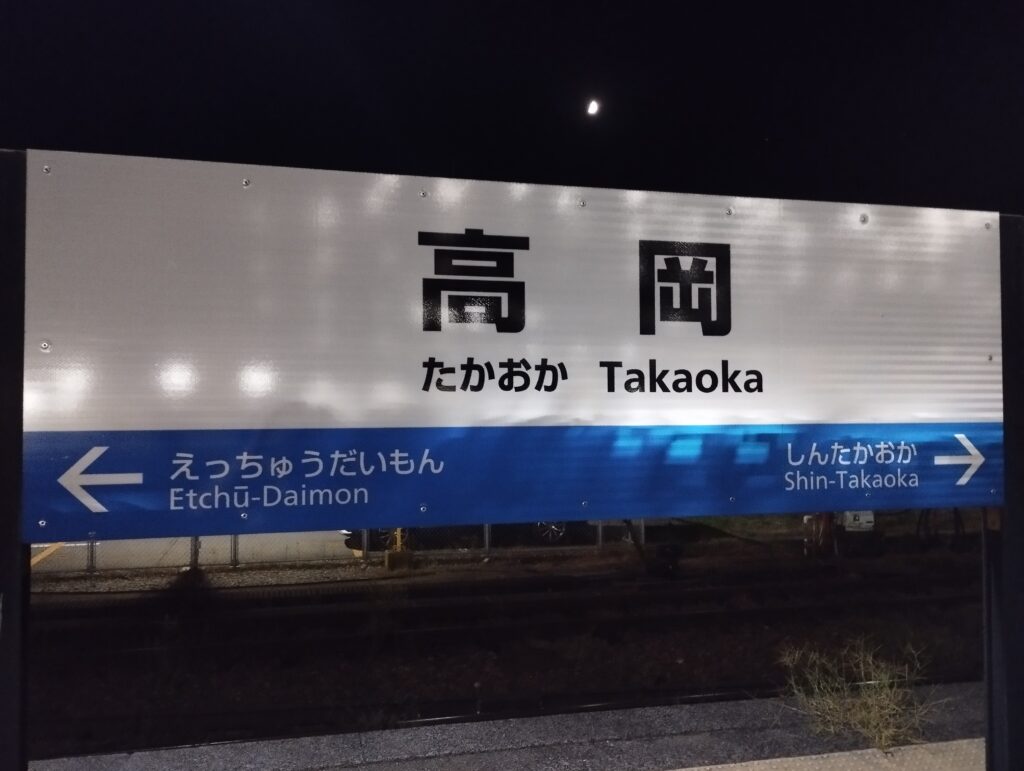 高岡
たかおか Takaoka
えっちゅうだいもん
Etchū-Daimon
しんたかおか
Shin-Takaoka